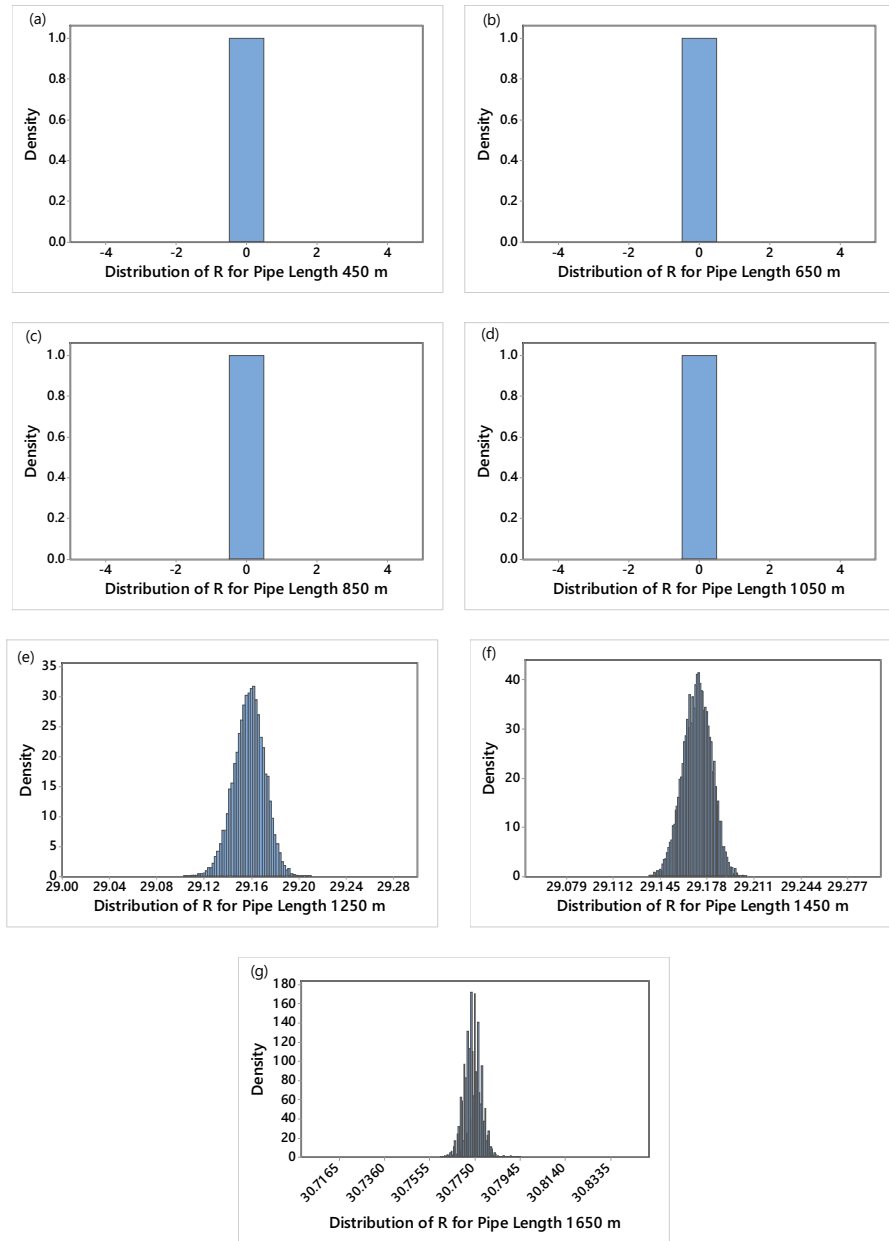 (a)
1.0
0.8
0.6
0.4
0.2
0.0
Density
-4 -2 0 2 4
Distribution of R for Pipe Length 450 m
(b)
1.0
0.8
0.6
0.4
0.2
0.0
Density
-4 -2 0 2 4
Distribution of R for Pipe Length 650 m
(c)
1.0
0.8
0.6
0.4
0.2
0.0
Density
-4 -2 0 2 4
Distribution of R for Pipe Length 850 m
(d)
1.0
0.8
0.6
0.4
0.2
0.0
Density
-4 -2 0 2 4
Distribution of R for Pipe Length 1050 m
(e)
35
30
25
20
15
10
5
0
Density
29.00 29.04 29.08 29.12 29.16 29.20 29.24 29.28
Distribution of R for Pipe Length 1250 m
(f)
40
30
20
10
0
Density
29.079 29.112 29.145 29.178 29.211 29.244 29.277
Distribution of R for Pipe Length 1450 m
(g)
180
160
140
120
100
80
60
40
20
0
Density
30.7165 30.7360 30.7555 30.7750 30.7945 30.8140 30.8335
Distribution of R for Pipe Length 1650 m